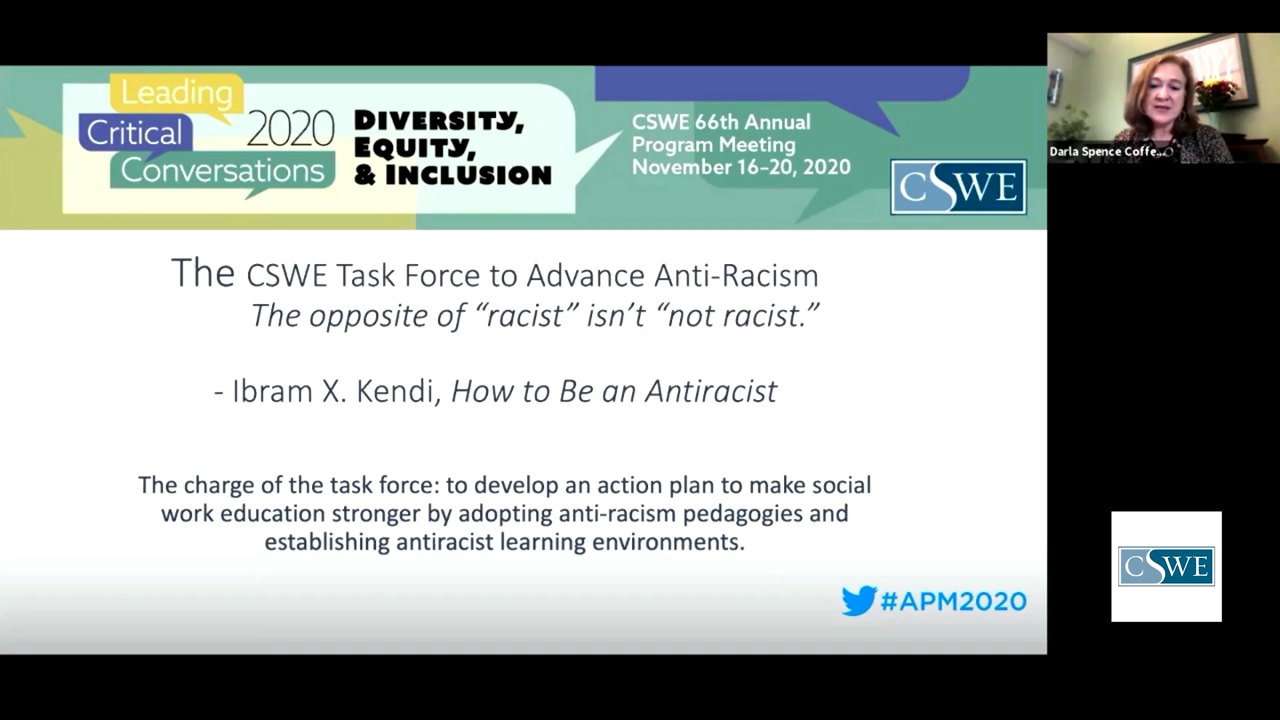 Leading
Critical
Conversations
2020
DIVERSITY,
EQUITY,
& INCLUSION
CSWE 66th Annual
Program Meeting
November 16–20, 2020
CSWE
Darla Spence Coffe...
The CSWE Task Force to Advance Anti-Racism
The opposite of “racist” isn’t “not racist.”
- Ibram X. Kendi, How to Be an Antiracist
The charge of the task force: to develop an action plan to make social
work education stronger by adopting anti-racism pedagogies and
establishing antiracist learning environments.
CSWE
#APM2020